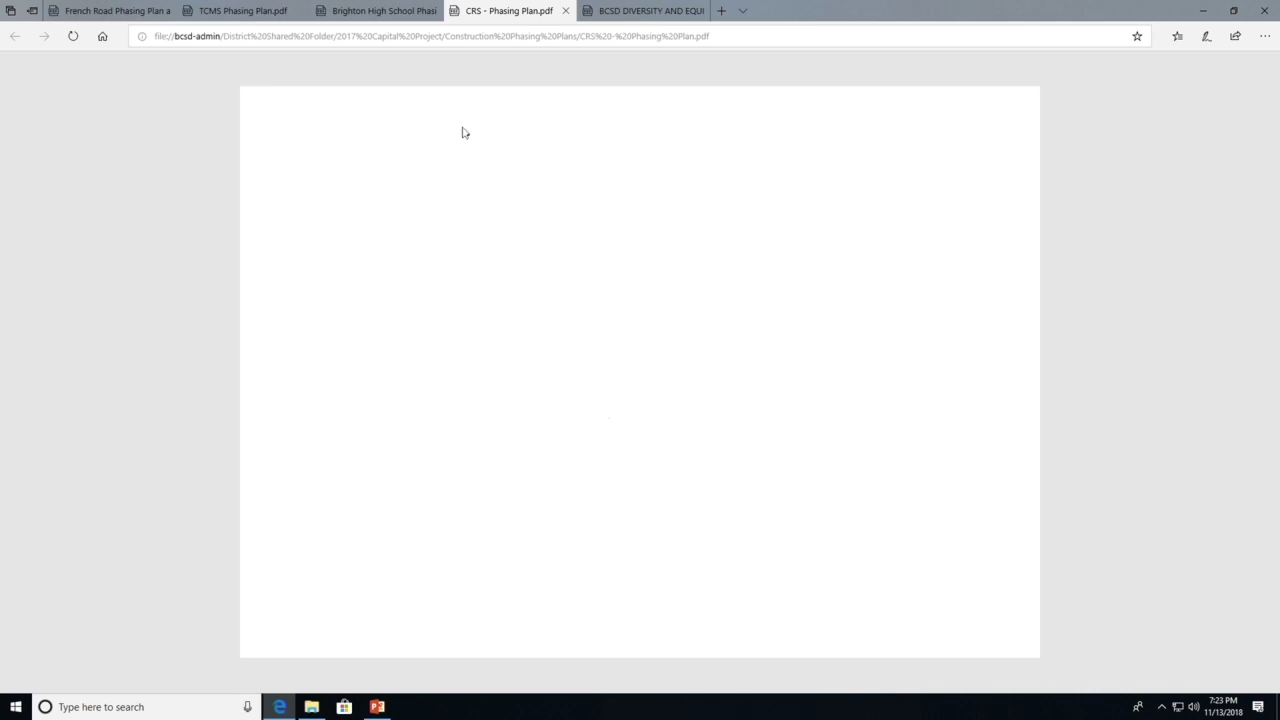 French Road Phasing Plan a
TCMS Phasing Plan.pdf
Brighton High School Phasi
CRS - Phasing Plan.pdf
BCSD DIVERSITY AND EQUI
file://bcsd-admin/District%20Shared%20Folder/2017%20Capital%20Project/Construction%20Phasing%20Plans/CRS%20-%20Phasing%20Plan.pdf
Type here to search
7:23 PM
11/13/2018